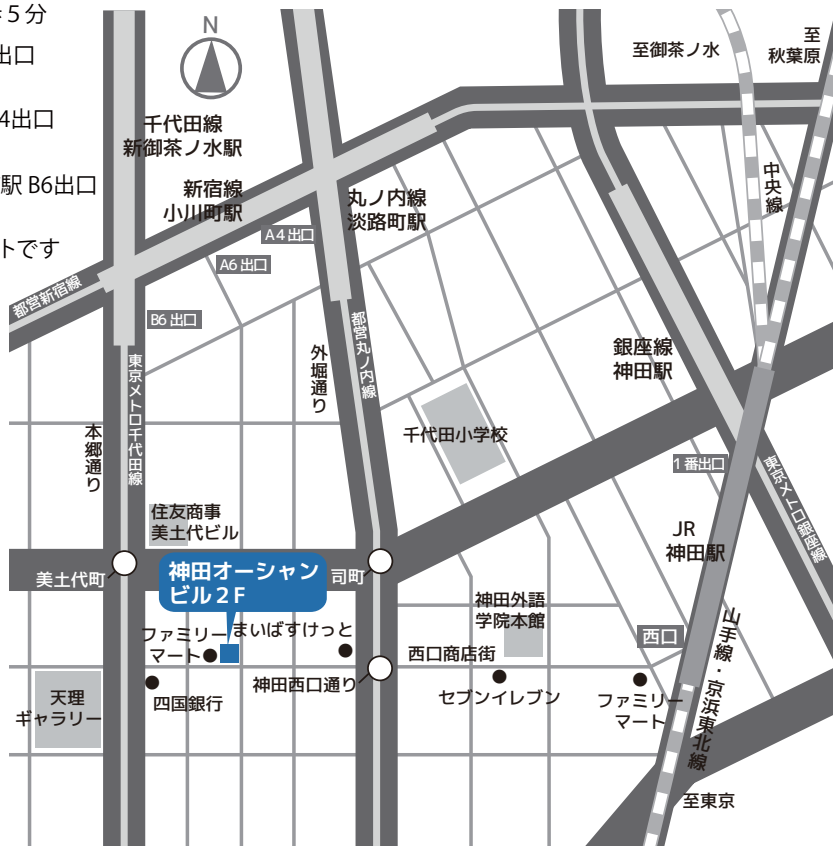 5分
出口
4出口
駅 B6出口
トです
N
至御茶ノ水
至
秋葉原
千代田線
新御茶ノ水駅
新宿線
小川町駅
丸ノ内線
淡路町駅
中央線
A4出口
A6出口
B6出口
都営新宿線
東京メトロ千代田線
本郷通り
外堀通り
都営丸ノ内線
銀座線
神田駅
千代田小学校
1番出口
東京メトロ銀座線
住友商事
美土代ビル
JR
神田駅
美土代町
神田オーシャン
ビル2F
司町
神田外語
学院本館
西口
山手線・京浜東北線
ファミリー
マート
まいばすけっと
西口商店街
神田西口通り
セブンイレブン
ファミリー
マート
天理
ギャラリー
四国銀行
至東京